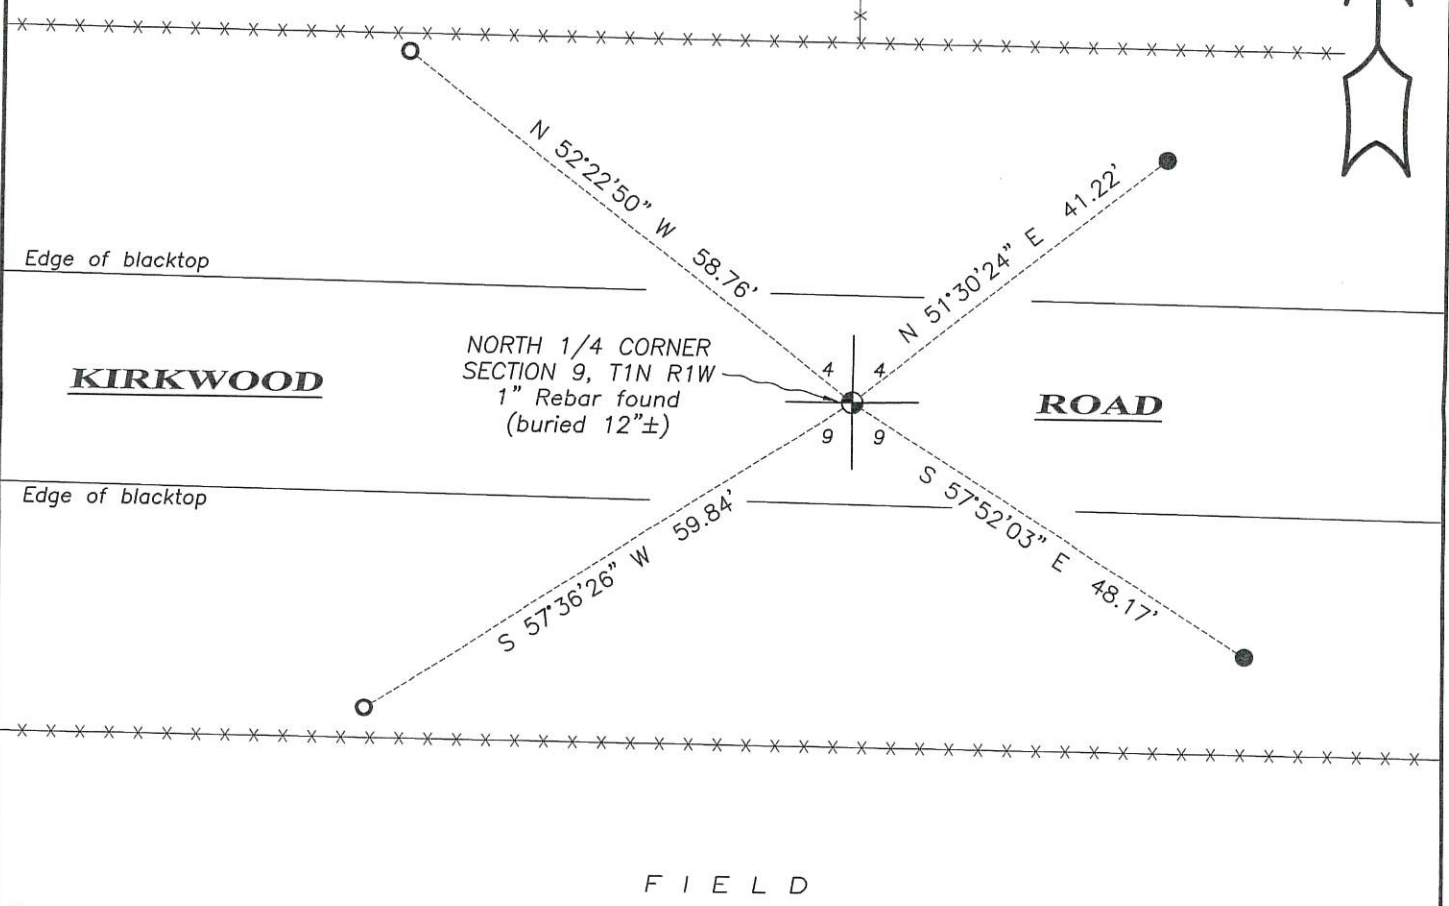 N 52°22'50" W 58.76'
N 51°30'24" E 41.22'
Edge of blacktop
NORTH 1/4 CORNER
SECTION 9, T1N R1W
1" Rebar found
(buried 12"±)
KIRKWOOD
ROAD
4 4
9 9
Edge of blacktop
S 57°36'26" W 59.84'
S 57°52'03" E 48.17'
FIELD